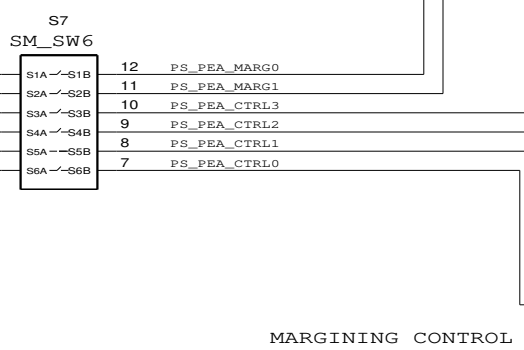 S7
SM_SW6
S1A S1B 12 PS_PEA_MARG0
S2A S2B 11 PS_PEA_MARG1
S3A S3B 10 PS_PEA_CTRL3
S4A S4B 9 PS_PEA_CTRL2
S5A S5B 8 PS_PEA_CTRL1
S6A S6B 7 PS_PEA_CTRL0
MARGINING CONTROL